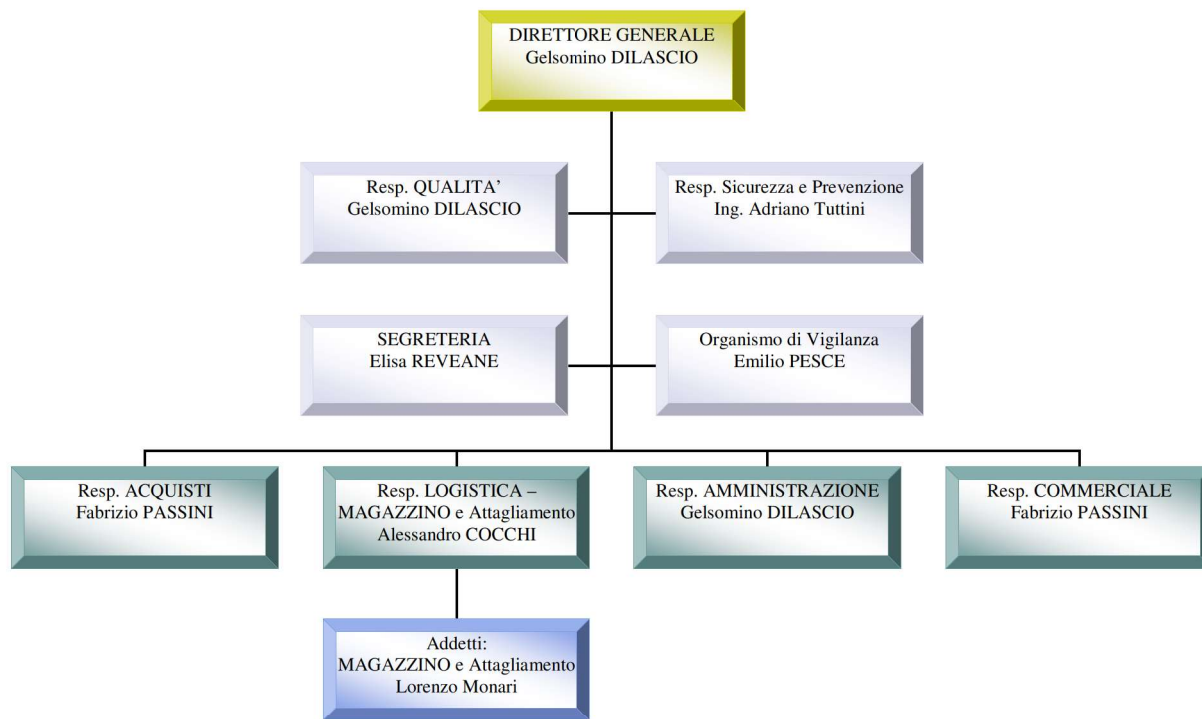 DIRETTORE GENERALE
Gelsomino DILASCIO
Resp. QUALITA’
Gelsomino DILASCIO
Resp. Sicurezza e Prevenzione
Ing. Adriano Tuttini
SEGRETERIA
Elisa REVEANE
Organismo di Vigilanza
Emilio PESCE
Resp. ACQUISTI
Fabrizio PASSINI
Resp. LOGISTICA –
MAGAZZINO e Attagliamento
Alessandro COCCHI
Resp. AMMINISTRAZIONE
Gelsomino DILASCIO
Resp. COMMERCIALE
Fabrizio PASSINI
Addetti:
MAGAZZINO e Attagliamento
Lorenzo Monari